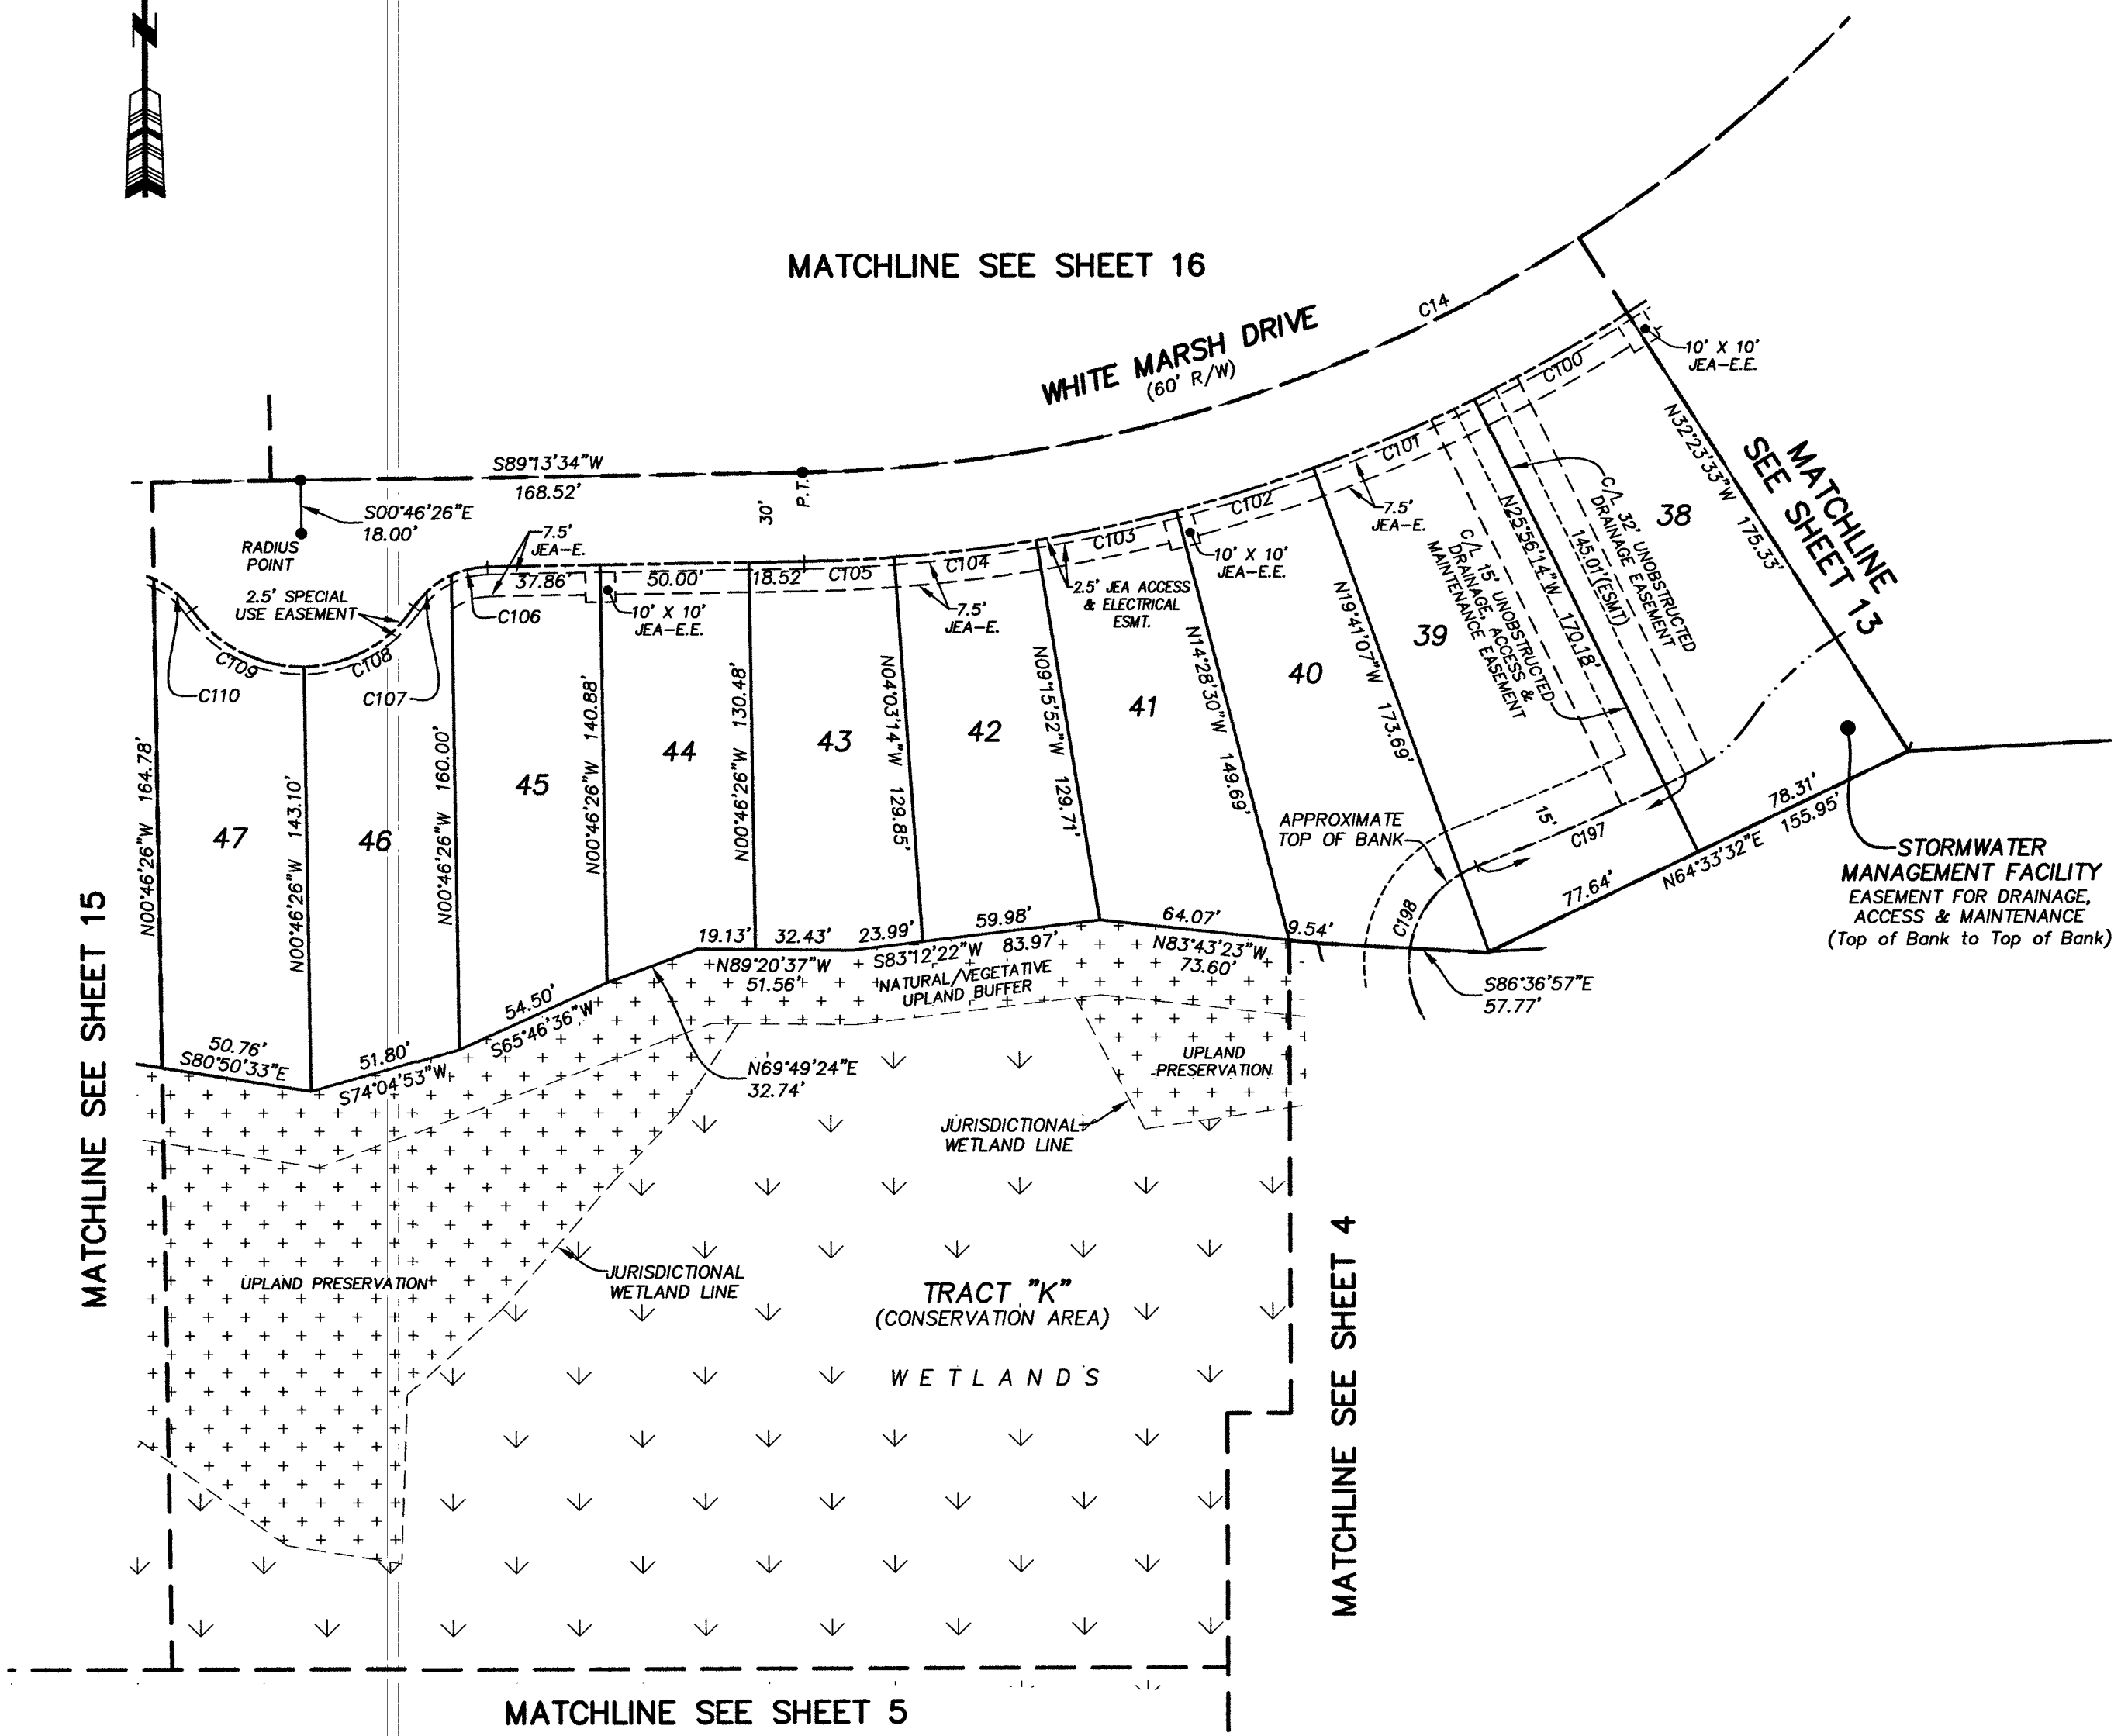 N
MATCHLINE SEE SHEET 16
WHITE MARSH DRIVE
(60' R/W)
C14
C100
10' X 10'
JEA-E.E.
MATCHLINE
SEE SHEET 13
N32°23'33"W 175.33'
38
C/L 32' UNOBSTRUCTED
DRAINAGE EASEMENT
145.01'(ESMT)
N25°56'14"W 170.18'
C/L 15' UNOBSTRUCTED
DRAINAGE, ACCESS &
MAINTENANCE EASEMENT
C101
7.5'
JEA-E.
39
N19°41'07"W 173.69'
C102
10' X 10'
JEA-E.E.
40
N14°28'30"W 149.69'
C103
2.5' JEA ACCESS
& ELECTRICAL
ESMT.
41
N09°15'52"W 129.71'
C104
7.5'
JEA-E.
42
N04°03'14"W 129.85'
C105
18.52'
43
N00°46'26"W 130.48'
50.00'
44
10' X 10'
JEA-E.E.
N00°46'26"W 140.88'
37.86'
7.5'
JEA-E.
C106
45
N00°46'26"W 160.00'
S89°13'34"W
168.52'
30'
P.T.
S00°46'26"E
18.00'
RADIUS
POINT
2.5' SPECIAL
USE EASEMENT
C109
C108
C110
C107
46
N00°46'26"W 143.10'
47
N00°46'26"W 164.78'
MATCHLINE SEE SHEET 15
50.76'
S80°50'33"E
51.80'
S74°04'53"W
54.50'
S65°46'36"W
N69°49'24"E
32.74'
19.13'
32.43'
N89°20'37"W
51.56'
23.99'
59.98'
S83°12'22"W 83.97'
64.07'
N83°43'23"W
73.60'
9.54'
NATURAL/VEGETATIVE
UPLAND BUFFER
S86°36'57"E
57.77'
APPROXIMATE
TOP OF BANK
C198
C197
15'
77.64'
78.31'
N64°33'32"E 155.95'
STORMWATER
MANAGEMENT FACILITY
EASEMENT FOR DRAINAGE,
ACCESS & MAINTENANCE
(Top of Bank to Top of Bank)
UPLAND
PRESERVATION
JURISDICTIONAL
WETLAND LINE
UPLAND PRESERVATION
JURISDICTIONAL
WETLAND LINE
TRACT "K"
(CONSERVATION AREA)
WETLANDS
MATCHLINE SEE SHEET 4
MATCHLINE SEE SHEET 5